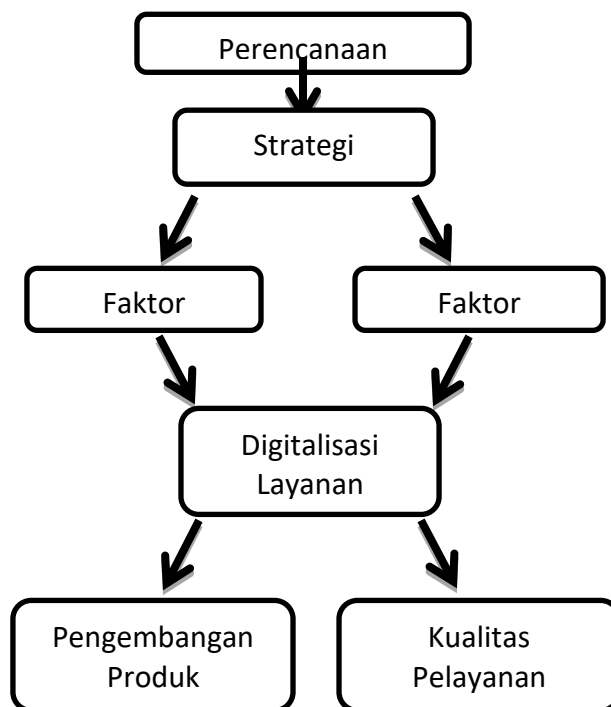 Perencanaan
Strategi
Faktor
Faktor
Digitalisasi
Layanan
Pengembangan
Produk
Kualitas
Pelayanan